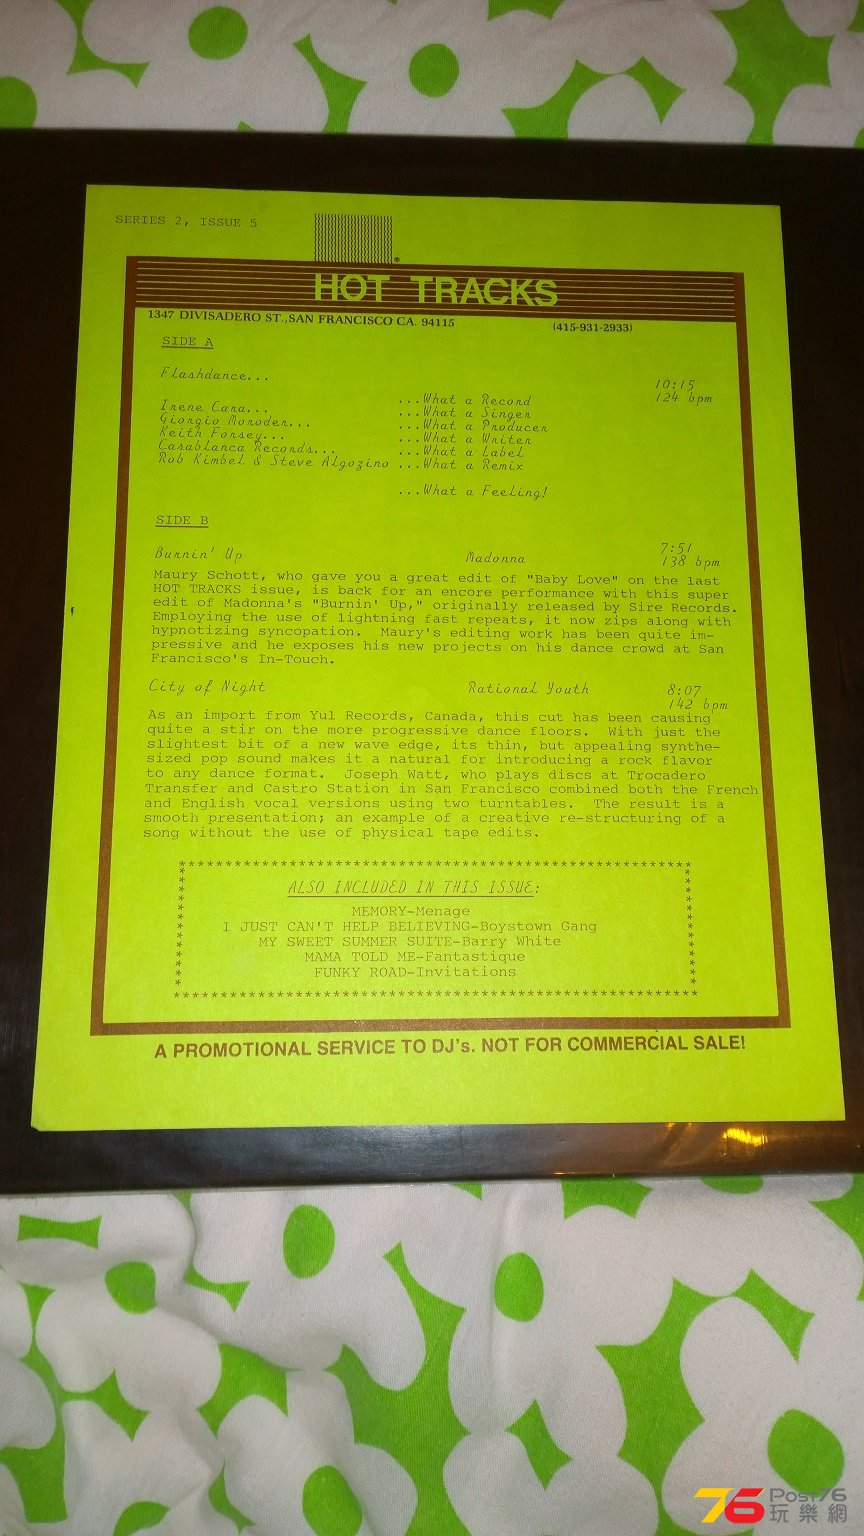 SERIES 2, ISSUE 5
HOT TRACKS
1347 DIVISADERO ST.,SAN FRANCISCO CA. 94115 (415-931-2933)
SIDE A
Flashdance... 10:15
124 bpm
...What a Record
Irene Cara... ...What a Singer
Giorgio Moroder... ...What a Producer
Keith Forsey... ...What a Writer
Casablanca Records... ...What a Label
Rob Kimbel & Steve Algozino ...What a Remix
...What a Feeling!
SIDE B
Burnin' Up Madonna 7:51
138 bpm
Maury Schott, who gave you a great edit of "Baby Love" on the last
HOT TRACKS issue, is back for an encore performance with this super
edit of Madonna's "Burnin' Up," originally released by Sire Records.
Employing the use of lightning fast repeats, it now zips along with
hypnotizing syncopation. Maury's editing work has been quite im-
pressive and he exposes his new projects on his dance crowd at San
Francisco's In-Touch.
City of Night Rational Youth 8:07
142 bpm
As an import from Yul Records, Canada, this cut has been causing
quite a stir on the more progressive dance floors. With just the
slightest bit of a new wave edge, its thin, but appealing synthe-
sized pop sound makes it a natural for introducing a rock flavor
to any dance format. Joseph Watt, who plays discs at Trocadero
Transfer and Castro Station in San Francisco combined both the French
and English vocal versions using two turntables. The result is a
smooth presentation; an example of a creative re-structuring of a
song without the use of physical tape edits.
ALSO INCLUDED IN THIS ISSUE:
MEMORY-Menage
I JUST CAN'T HELP BELIEVING-Boystown Gang
MY SWEET SUMMER SUITE-Barry White
MAMA TOLD ME-Fantastique
FUNKY ROAD-Invitations
A PROMOTIONAL SERVICE TO DJ's. NOT FOR COMMERCIAL SALE!
76 Post76
玩樂網